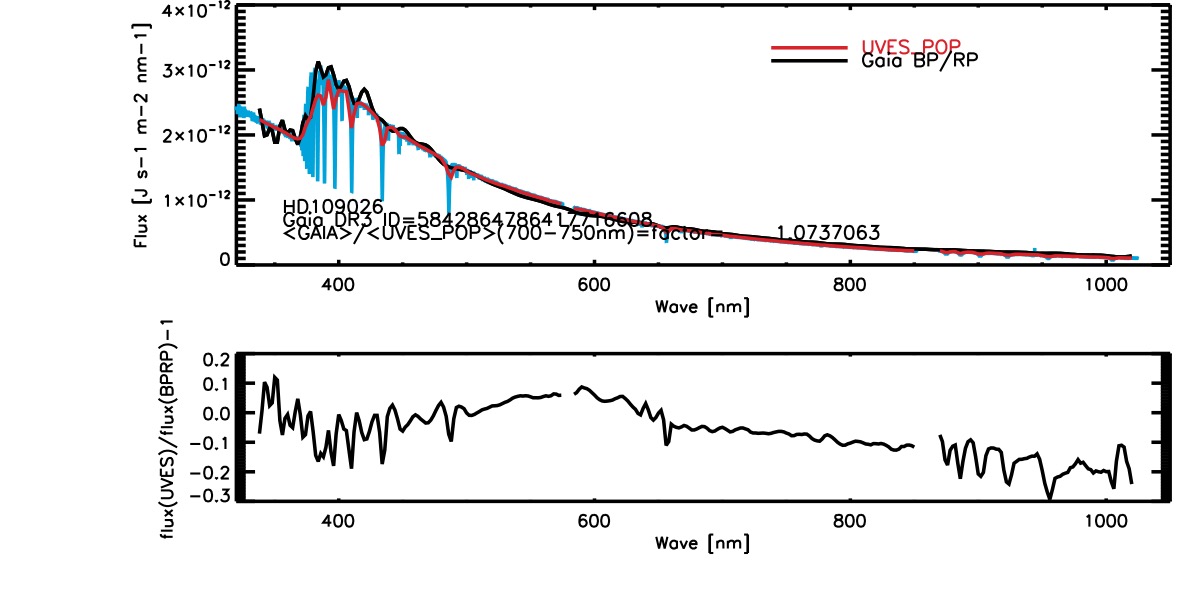 4×10−12
3×10−12
2×10−12
1×10−12
0
Flux [J s−1 m−2 nm−1]
UVES_POP
Gaia BP/RP
HD109026
Gaia DR3 ID=5842864786417716608
<GAIA>/<UVES_POP>(700−750nm)=factor= 1.0737063
400 600 800 1000
Wave [nm]
0.2
0.1
0.0
−0.1
−0.2
−0.3
flux(UVES)/flux(BPRP)−1
400 600 800 1000
Wave [nm]